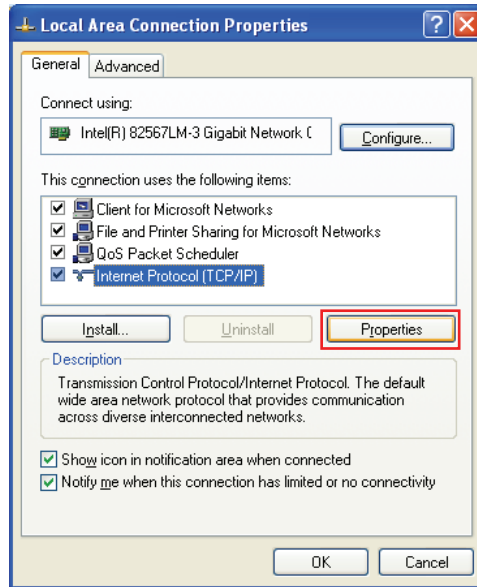 Local Area Connection Properties
General Advanced
Connect using:
Intel(R) 82567LM-3 Gigabit Network C
Configure...
This connection uses the following items:
Client for Microsoft Networks
File and Printer Sharing for Microsoft Networks
QoS Packet Scheduler
Internet Protocol (TCP/IP)
Install... Uninstall Properties
Description
Transmission Control Protocol/Internet Protocol. The default
wide area network protocol that provides communication
across diverse interconnected networks.
Show icon in notification area when connected
Notify me when this connection has limited or no connectivity
OK Cancel